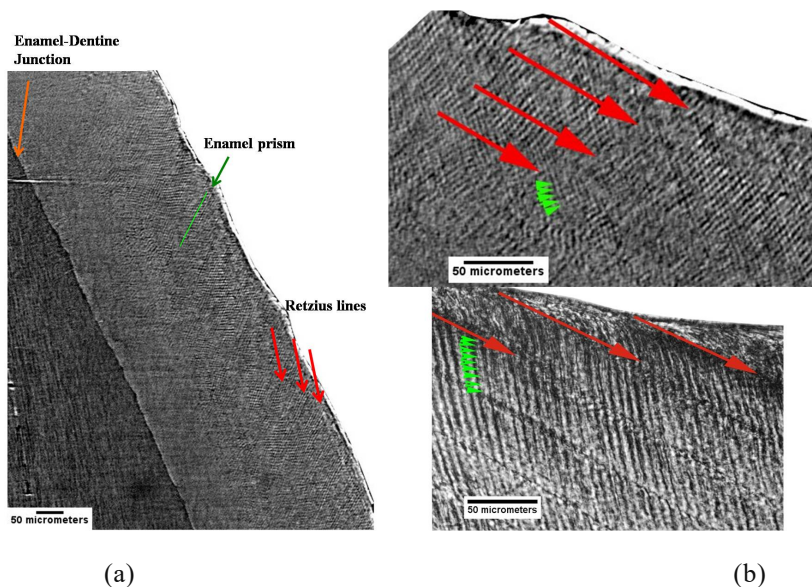 Enamel-Dentine
Junction
Enamel prism
Retzius lines
50 micrometers
50 micrometers
50 micrometers
(a)
(b)